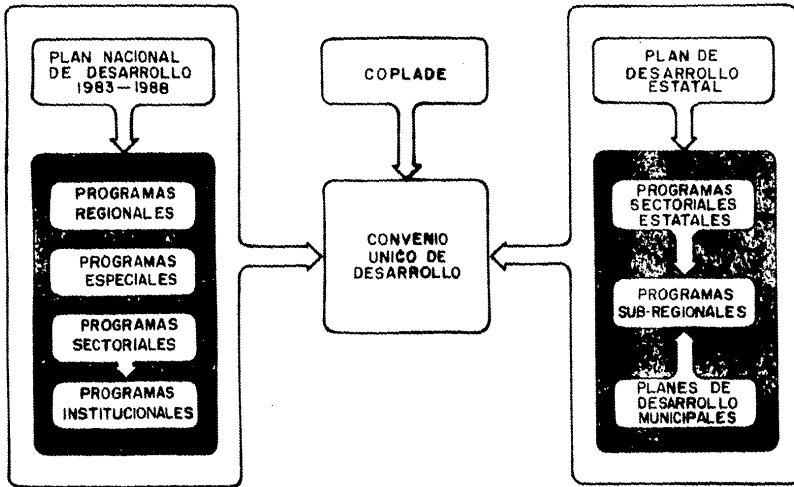 PLAN NACIONAL
DE DESARROLLO
1983—1988
PROGRAMAS
REGIONALES
PROGRAMAS
ESPECIALES
PROGRAMAS
SECTORIALES
PROGRAMAS
INSTITUCIONALES
COPLADE
CONVENIO
UNICO DE
DESARROLLO
PLAN DE
DESARROLLO
ESTATAL
PROGRAMAS
SECTORIALES
ESTATALES
PROGRAMAS
SUB-REGIONALES
PLANES DE
DESARROLLO
MUNICIPALES